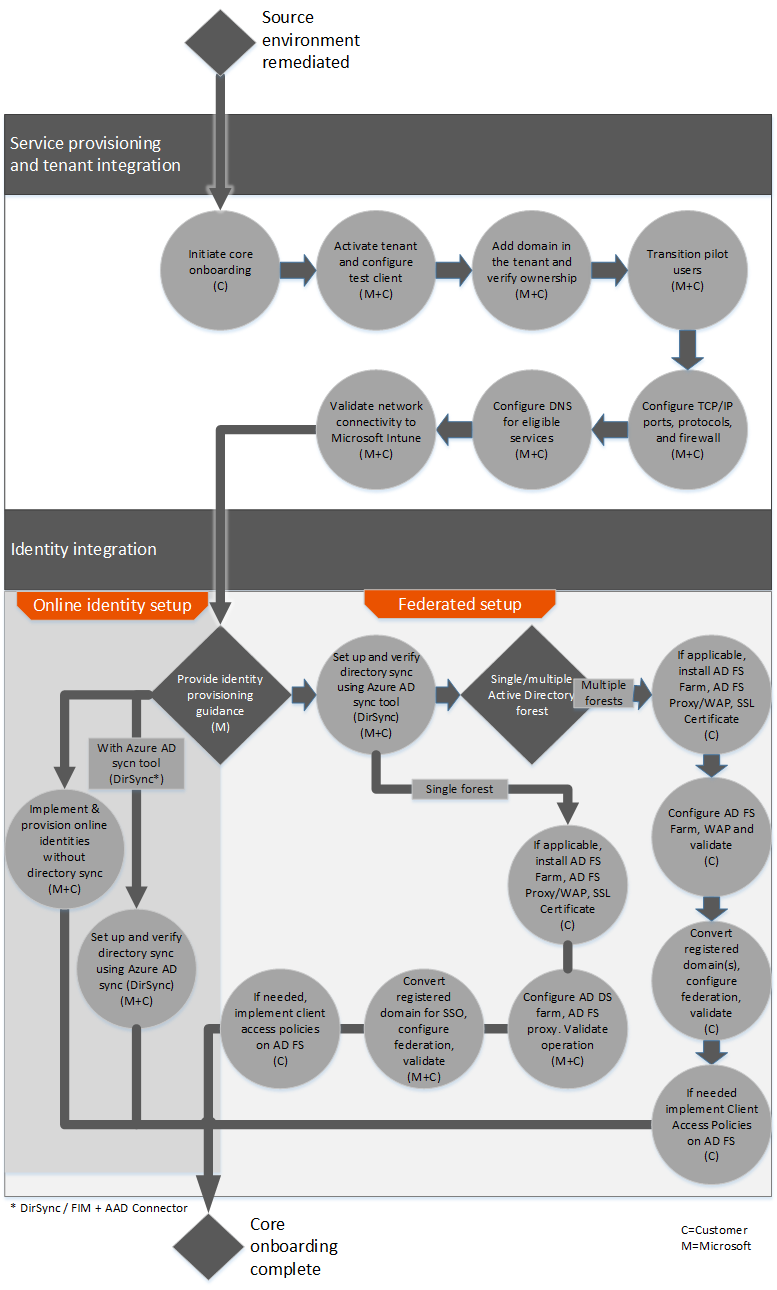 Source
environment
remediated
Service provisioning
and tenant integration
Initiate core
onboarding
(C)
Activate tenant
and configure
test client
(M+C)
Add domain in
the tenant and
verify ownership
(M+C)
Transition pilot
users
(M+C)
Validate network
connectivity to
Microsoft Intune
(M+C)
Configure DNS
for eligible
services
(M+C)
Configure TCP/IP
ports, protocols,
and firewall
(M+C)
Identity integration
Online identity setup
Federated setup
Provide identity
provisioning
guidance
(M)
Set up and verify
directory sync
using Azure AD
sync tool
(DirSync)
(M+C)
Single/multiple
Active Directory
forest
Multiple
forests
If applicable,
install AD FS
Farm, AD FS
Proxy/WAP, SSL
Certificate
(C)
With Azure AD
sycn tool
(DirSync*)
Single forest
Implement &
provision online
identities
without
directory sync
(M+C)
Configure AD FS
Farm, WAP and
validate
(C)
If applicable,
install AD FS
Farm, AD FS
Proxy/WAP, SSL
Certificate
(C)
Set up and verify
directory sync
using Azure AD
sync (DirSync)
(M+C)
Convert
registered
domain(s),
configure
federation,
validate
(C)
If needed,
implement client
access policies
on AD FS
(C)
Convert
registered
domain for SSO,
configure
federation,
validate
(M+C)
Configure AD DS
farm, AD FS
proxy. Validate
operation
(M+C)
If needed
implement Client
Access Policies
on AD FS
(C)
* DirSync / FIM + AAD Connector
Core
onboarding
complete
C=Customer
M=Microsoft